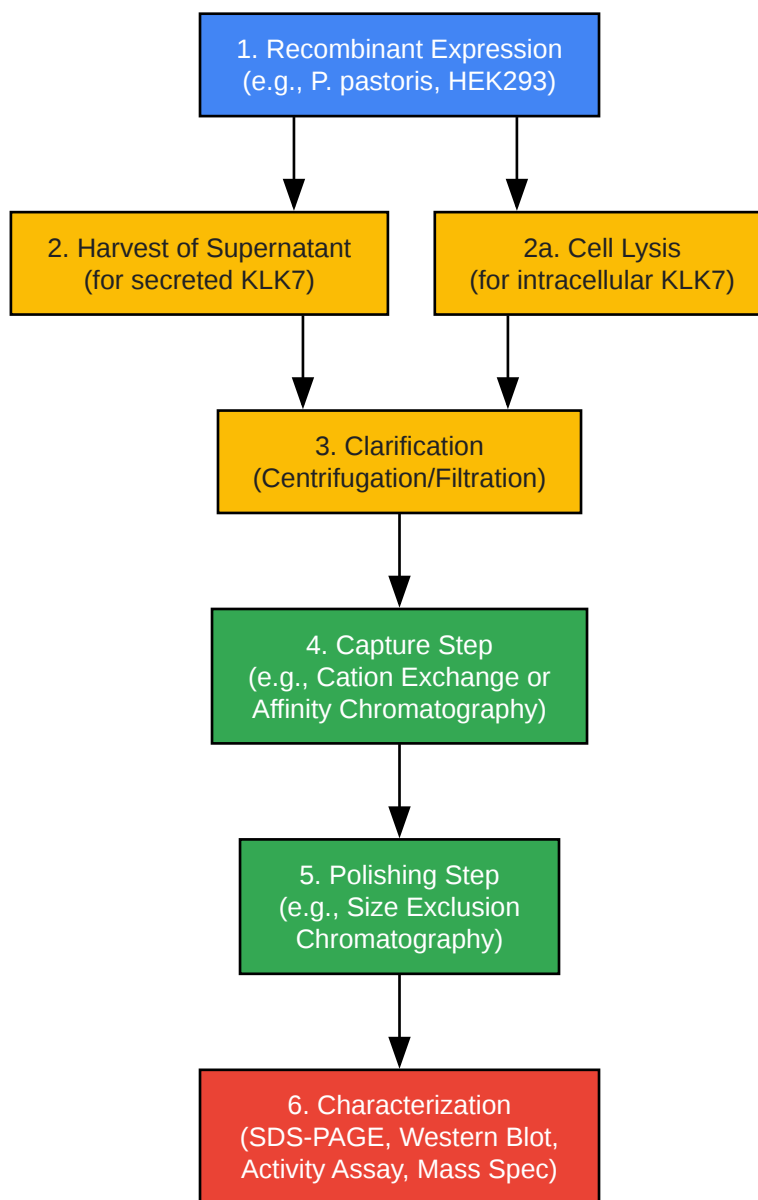 1. Recombinant Expression
(e.g., P. pastoris, HEK293)
2. Harvest of Supernatant
(for secreted KLK7)
2a. Cell Lysis
(for intracellular KLK7)
3. Clarification
(Centrifugation/Filtration)
4. Capture Step
(e.g., Cation Exchange or
Affinity Chromatography)
5. Polishing Step
(e.g., Size Exclusion
Chromatography)
6. Characterization
(SDS-PAGE, Western Blot,
Activity Assay, Mass Spec)